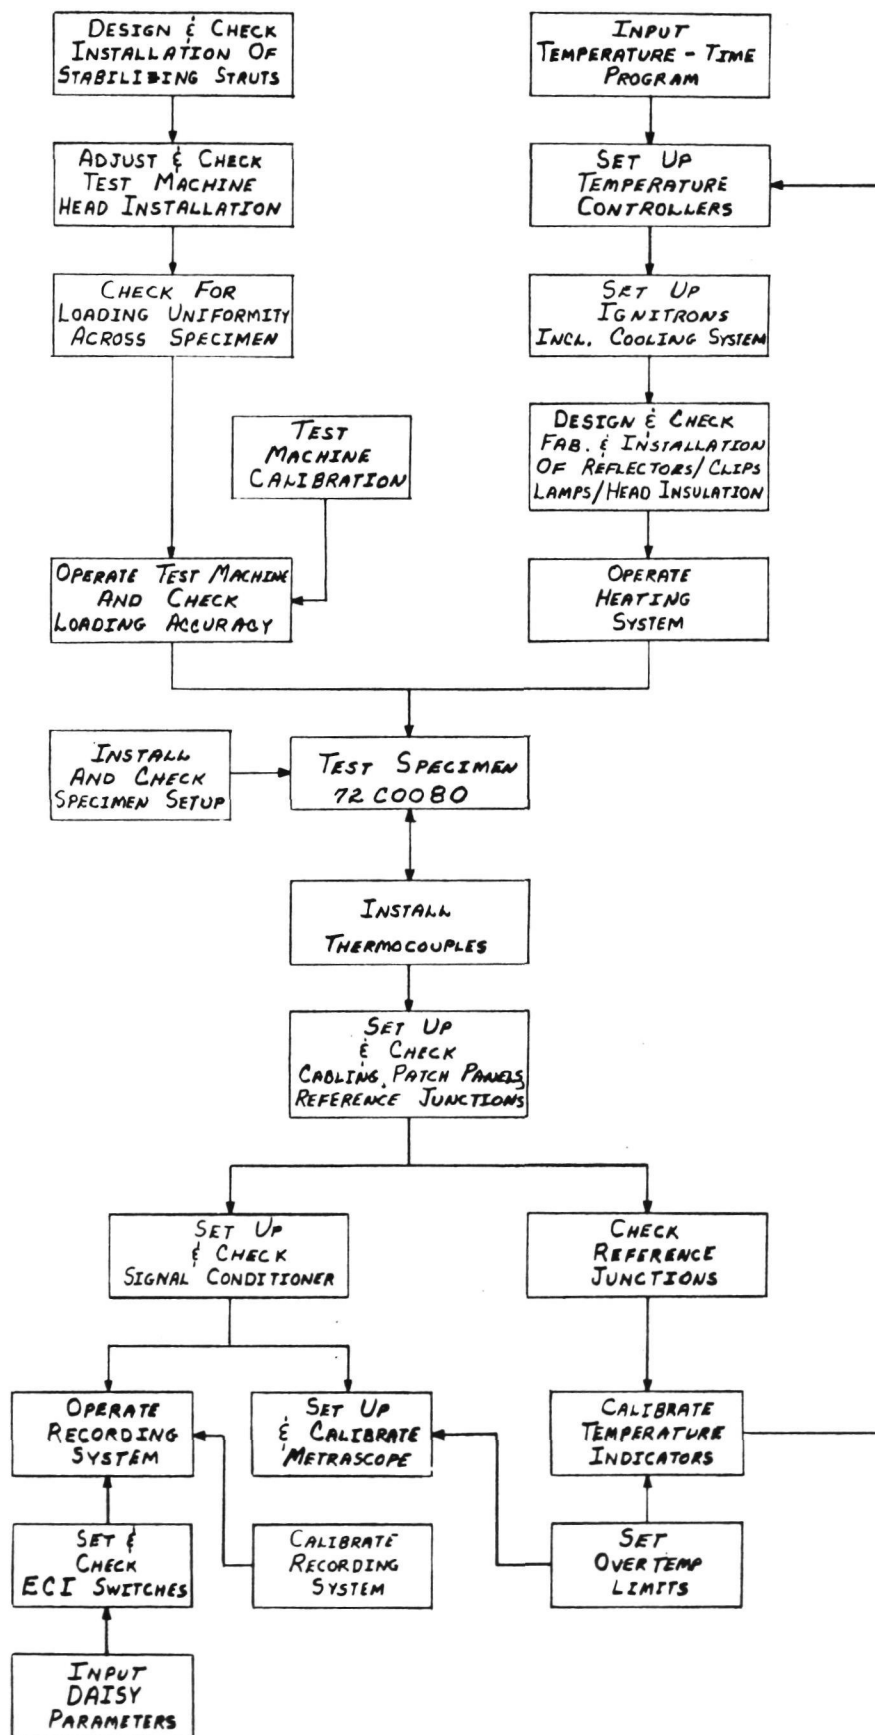 DESIGN & CHECK
INSTALLATION OF
STABILIZING STRUTS
INPUT
TEMPERATURE - TIME
PROGRAM
ADJUST & CHECK
TEST MACHINE
HEAD INSTALLATION
SET UP
TEMPERATURE
CONTROLLERS
CHECK FOR
LOADING UNIFORMITY
ACROSS SPECIMEN
SET UP
IGNITRONS
INCL. COOLING SYSTEM
TEST
MACHINE
CALIBRATION
DESIGN & CHECK
FAB. & INSTALLATION
OF REFLECTORS/CLIPS
LAMPS/HEAD INSULATION
OPERATE TEST MACHINE
AND CHECK
LOADING ACCURACY
OPERATE
HEATING
SYSTEM
INSTALL
AND CHECK
SPECIMEN SETUP
TEST SPECIMEN
72 C0080
INSTALL
THERMOCOUPLES
SET UP
& CHECK
CABLING, PATCH PANELS,
REFERENCE JUNCTIONS
SET UP
& CHECK
SIGNAL CONDITIONER
CHECK
REFERENCE
JUNCTIONS
OPERATE
RECORDING
SYSTEM
SET UP
& CALIBRATE
METRASCOPE
CALIBRATE
TEMPERATURE
INDICATORS
SET &
CHECK
ECI SWITCHES
CALIBRATE
RECORDING
SYSTEM
SET
OVERTEMP
LIMITS
INPUT
DAISY
PARAMETERS